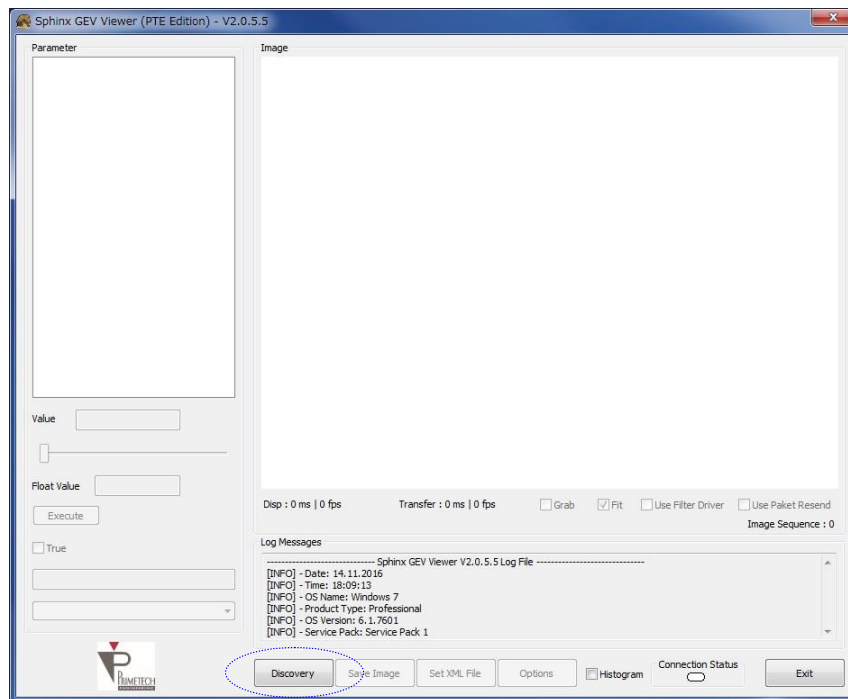 Sphinx GEV Viewer (PTE Edition) - V2.0.5.5
Parameter
Image
Value
Float Value
Execute
True
Disp : 0 ms | 0 fps
Transfer : 0 ms | 0 fps
Grab
Fit
Use Filter Driver
Use Paket Resend
Image Sequence : 0
Log Messages
------------------------------ Sphinx GEV Viewer V2.0.5.5 Log File ------------------------------
[INFO] - Date: 14.11.2016
[INFO] - Time: 18:09:13
[INFO] - OS Name: Windows 7
[INFO] - Product Type: Professional
[INFO] - OS Version: 6.1.7601
[INFO] - Service Pack: Service Pack 1
PRIMETECH
Discovery
Save Image
Set XML File
Options
Histogram
Connection Status
Exit